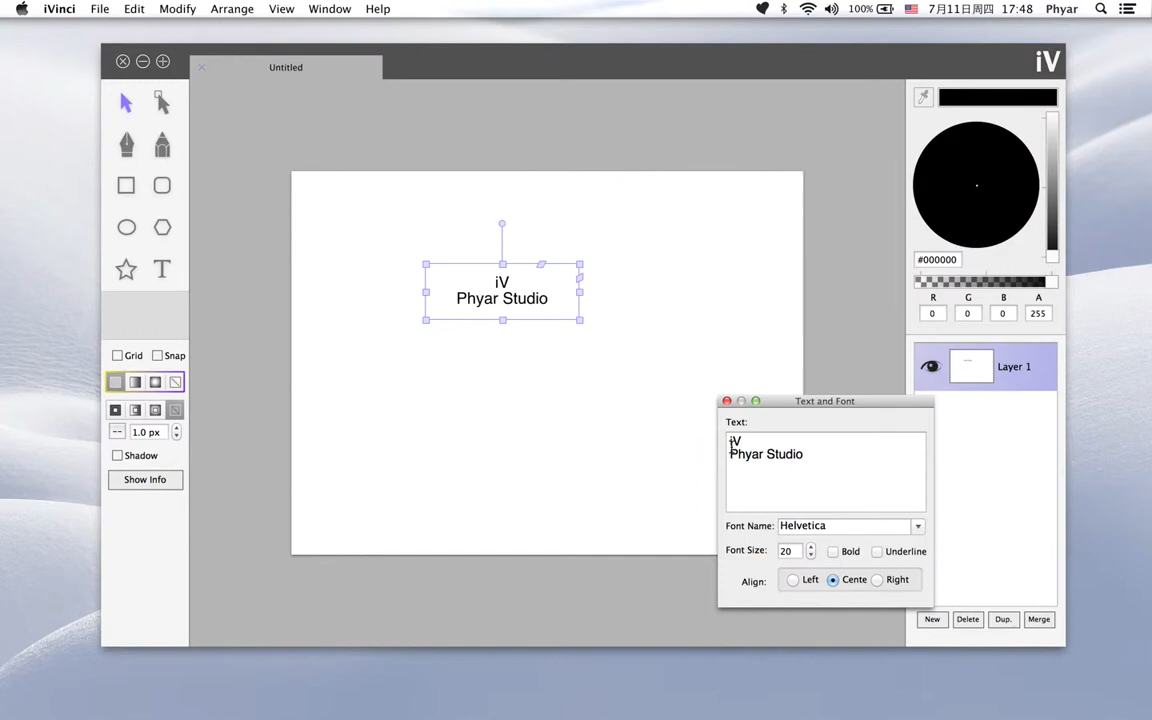 iVinci File Edit Modify Arrange View Window Help
100% 7月11日周四 17:48 Phyar
Untitled
iV
iV
Phyar Studio
T
Grid Snap
1.0 px
Shadow
Show Info
#000000
R G B A
0 0 0 255
Layer 1
Text and Font
Text:
iV
Phyar Studio
Font Name: Helvetica
Font Size: 20 Bold Underline
Align: Left Cente Right
New Delete Dup. Merge